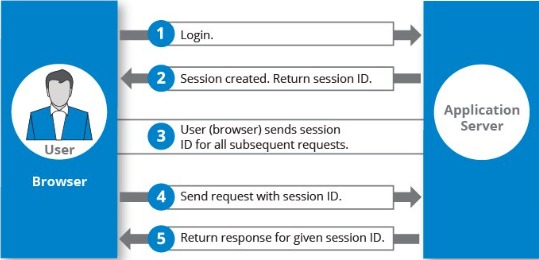 1 Login.
2 Session created. Return session ID.
3 User (browser) sends session
ID for all subsequent requests.
4 Send request with session ID.
5 Return response for given session ID.
User
Browser
Application
Server